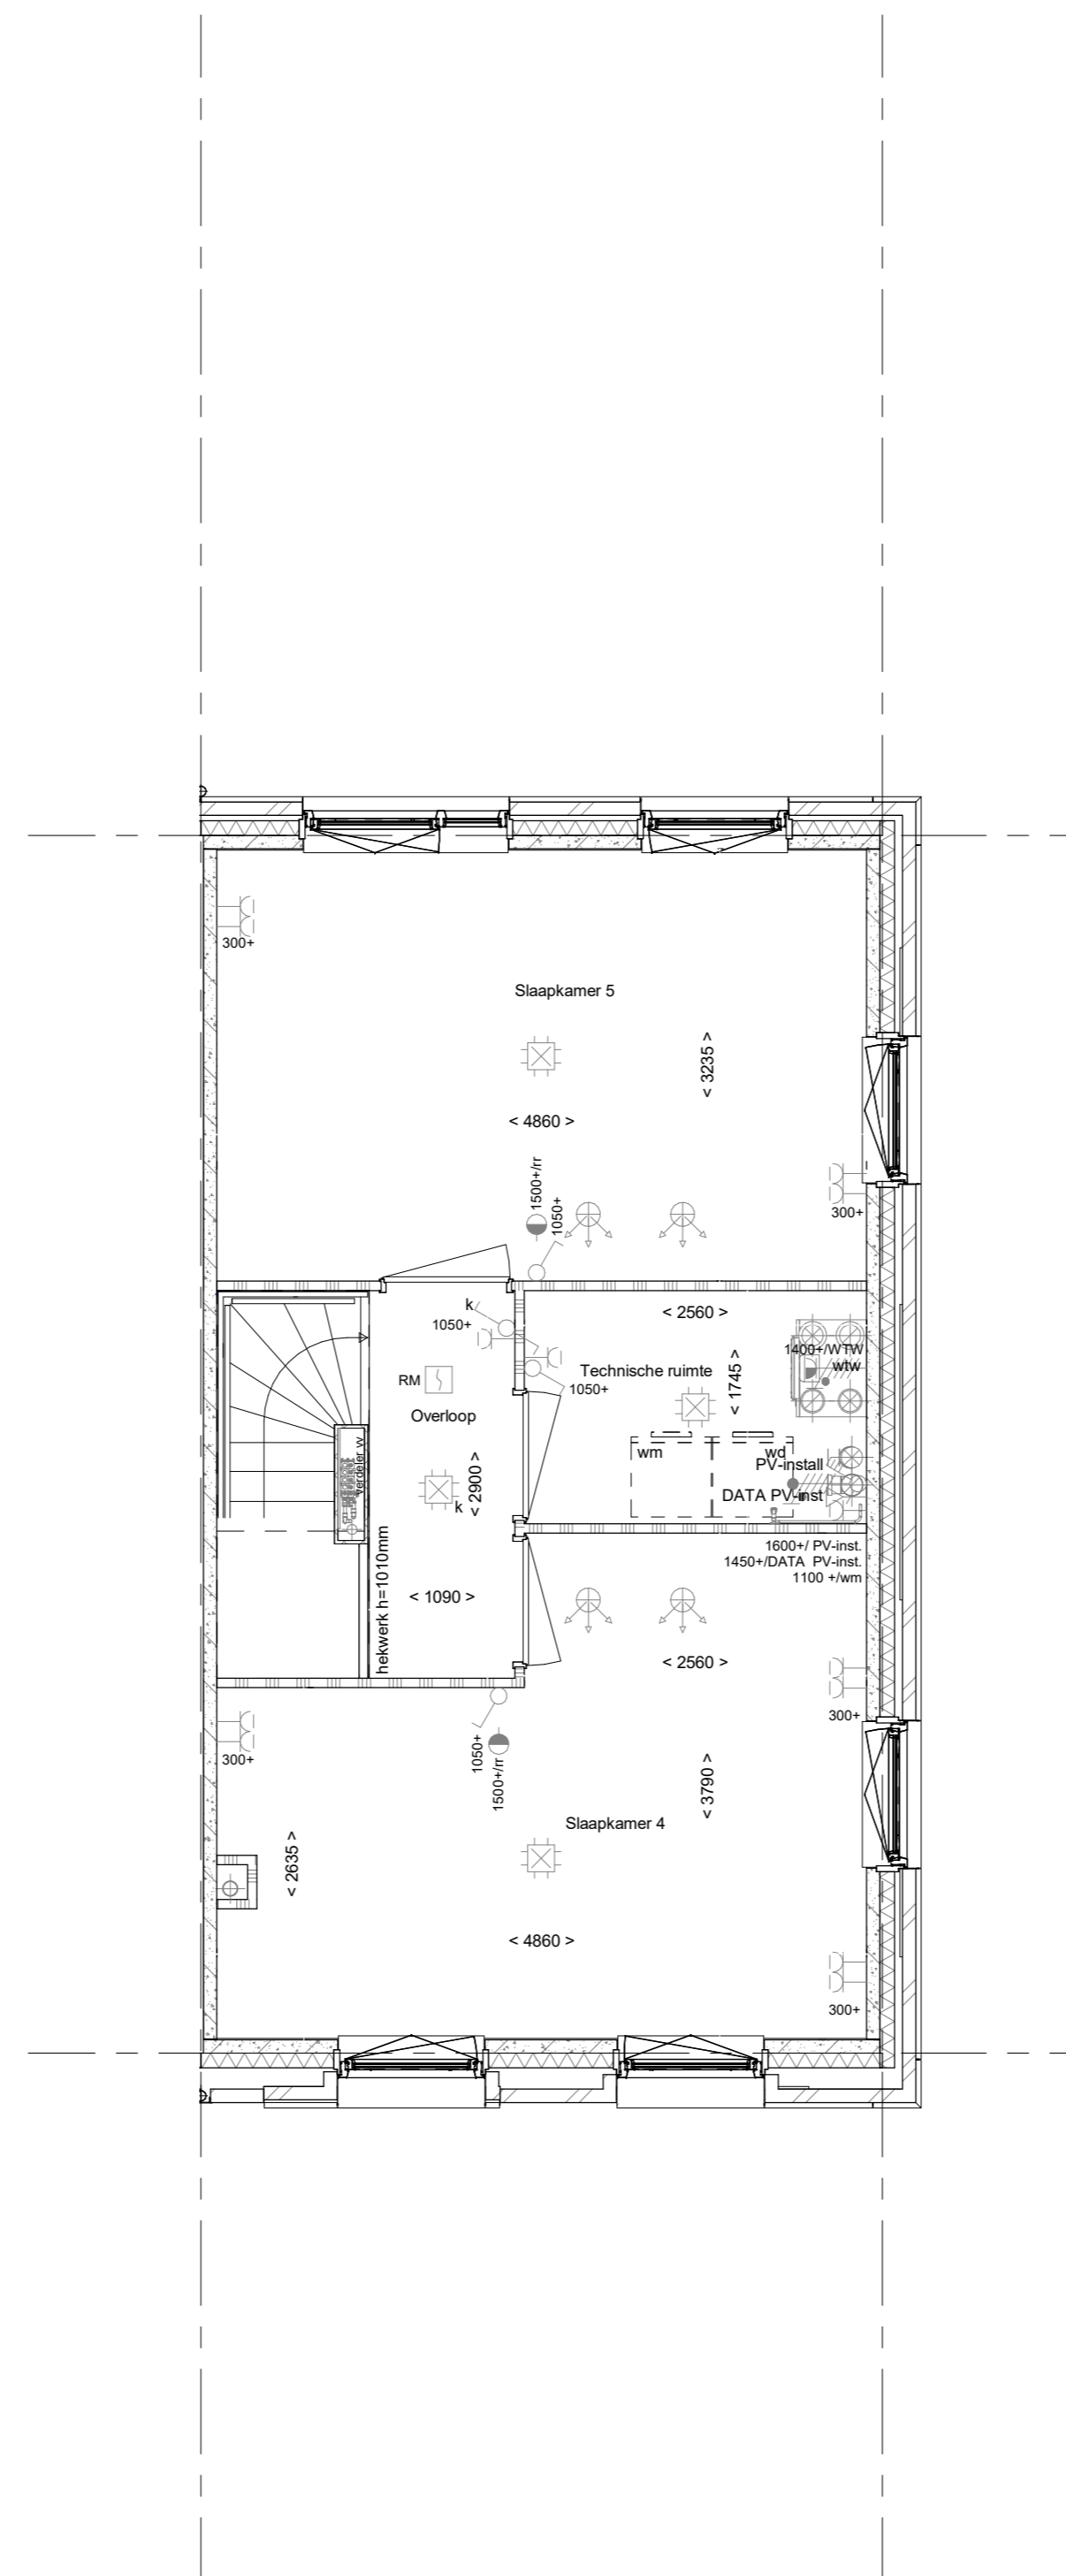 300+
Slaapkamer 5
< 3235 >
< 4860 >
1500+/rr
1050+
300+
< 2560 >
k
1050+
1400+/WTW
wtw
Technische ruimte
< 1745 >
RM
1050+
Overloop
wm
wd
PV-install
verdeler W
< 2900 >
k
DATA PV-inst
1600+/ PV-inst.
1450+/DATA PV-inst.
1100 +/wm
hekwerk h=1010mm
< 1090 >
< 2560 >
300+
1050+
1500+/rr
300+
< 3790 >
Slaapkamer 4
< 2635 >
< 4860 >
300+